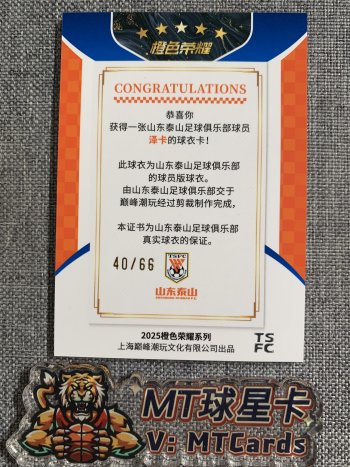 橙色荣耀
CONGRATULATIONS
恭喜你
获得一张山东泰山足球俱乐部球员
泽卡的球衣卡！
此球衣为山东泰山足球俱乐部
的球员版球衣。
由山东泰山足球俱乐部交于
巅峰潮玩经过剪裁制作完成，
本证书为山东泰山足球俱乐部
真实球衣的保证。
40/66
TSFC
山东泰山
2025橙色荣耀系列
上海巅峰潮玩文化有限公司出品
TS
FC
MT球星卡
V: MTCards